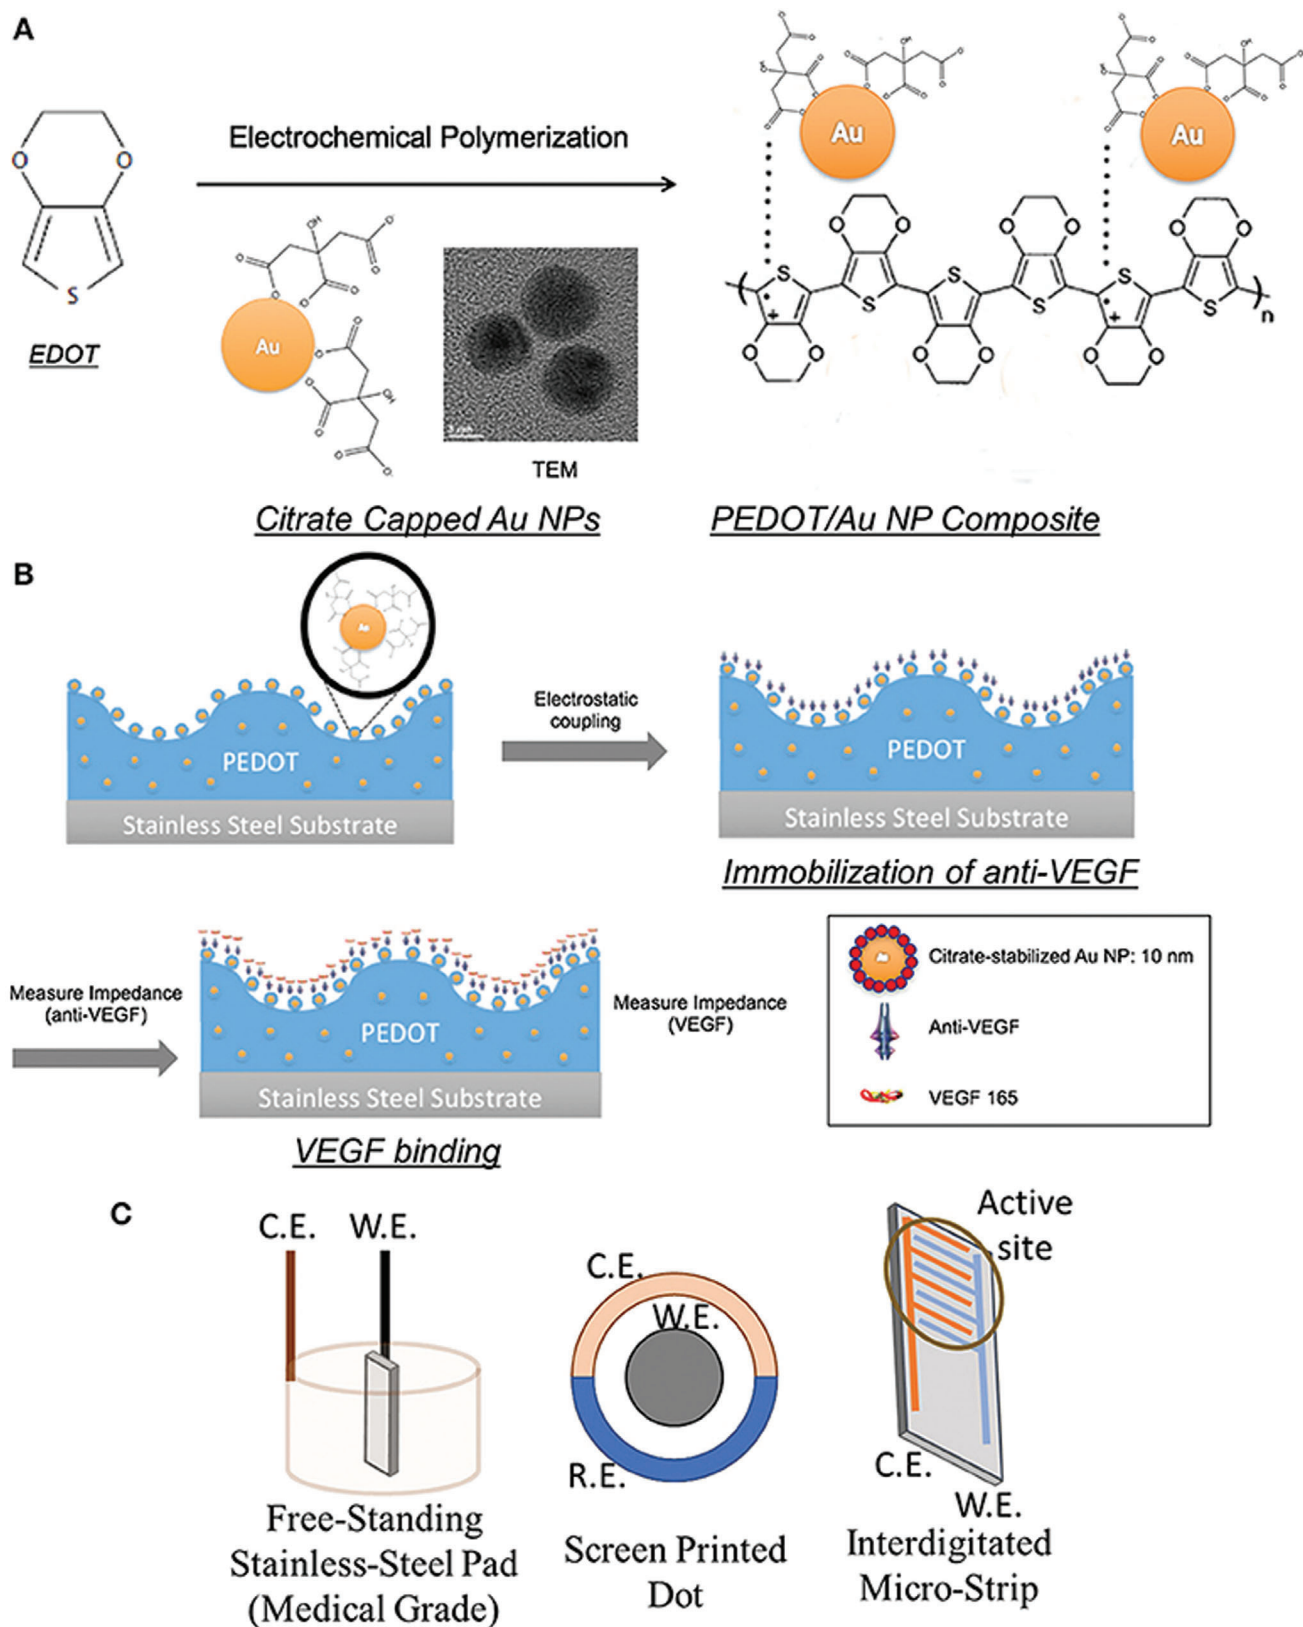 A
Electrochemical Polymerization
EDOT
Au
TEM
Citrate Capped Au NPs
Au
Au
n
PEDOT/Au NP Composite
B
Au
PEDOT
Stainless Steel Substrate
Electrostatic
coupling
PEDOT
Stainless Steel Substrate
Immobilization of anti-VEGF
Measure Impedance
(anti-VEGF)
PEDOT
Stainless Steel Substrate
VEGF binding
Measure Impedance
(VEGF)
Au
Citrate-stabilized Au NP: 10 nm
Anti-VEGF
VEGF 165
C
C.E. W.E.
Free-Standing
Stainless-Steel Pad
(Medical Grade)
C.E.
W.E.
R.E.
Screen Printed
Dot
Active
site
C.E.
W.E.
Interdigitated
Micro-Strip